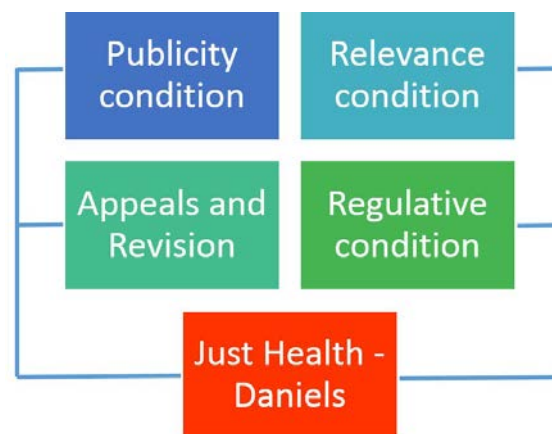 Publicity
condition
Relevance
condition
Appeals and
Revision
Regulative
condition
Just Health -
Daniels